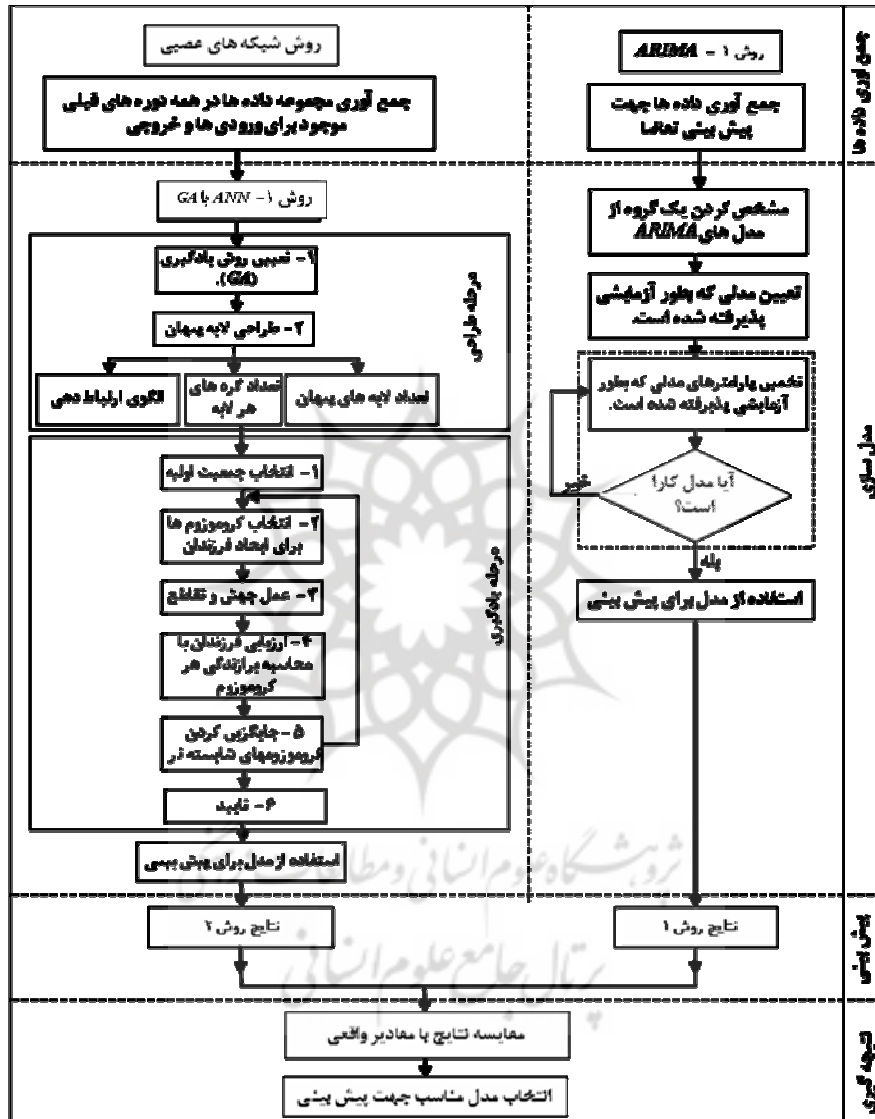 جمع آوری داده ها
روش ۱ - ARIMA
جمع آوری داده ها جهت
پیش بینی تقاضا
روش شبکه های عصبی
جمع آوری مجموعه داده ها در همه دوره های قبلی
موجود برای ورودی ها و خروجی
مدل سازی
مشخص کردن یک گروه از
مدل های ARIMA
تعیین مدلی که بطور آزمایشی
پذیرفته شده است.
تخمین پارامترهای مدلی که بطور
آزمایشی پذیرفته شده است.
آیا مدل کارا
است؟
خیر
بله
استفاده از مدل برای پیش بینی
روش ۱ - ANN با GA
مرحله طراحی
۱- تعیین روش یادگیری
(GA).
۲- طراحی لایه پنهان
تعداد لایه های پنهان
تعداد گره های
هر لایه
الگوی ارتباط دهی
مرحله یادگیری
۱- انتخاب جمعیت اولیه
۲- انتخاب کروموزوم ها
برای ایجاد فرزندان
۳- عمل جهش و تقاطع
۴- ارزیابی فرزندان با
محاسبه برازندگی هر
کروموزوم
۵- جایگزین کردن
کروموزومهای شایسته تر
۶- تایید
استفاده از مدل برای پیش بینی
پیش بینی
نتایج روش ۱
نتایج روش ۲
نتیجه گیری
مقایسه نتایج با مقادیر واقعی
انتخاب مدل مناسب جهت پیش بینی
پژوهشگاه علوم انسانی و مطالعات فرهنگی
پرتال جامع علوم انسانی